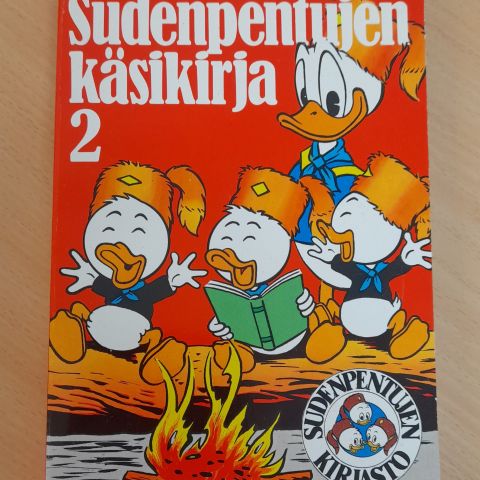 Sudenpentujen
käsikirja
2
SUDENPENTUJEN
KIRJASTO